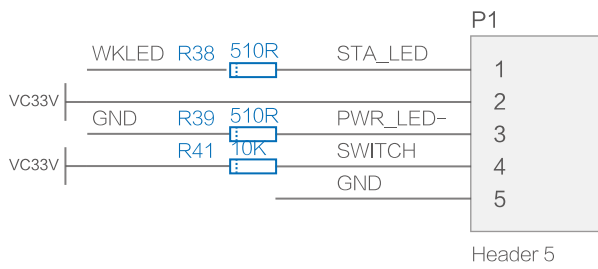 P1
WKLED R38 510R STA_LED 1
VC33V 2
GND R39 510R PWR_LED- 3
VC33V R41 10K SWITCH 4
GND 5
Header 5